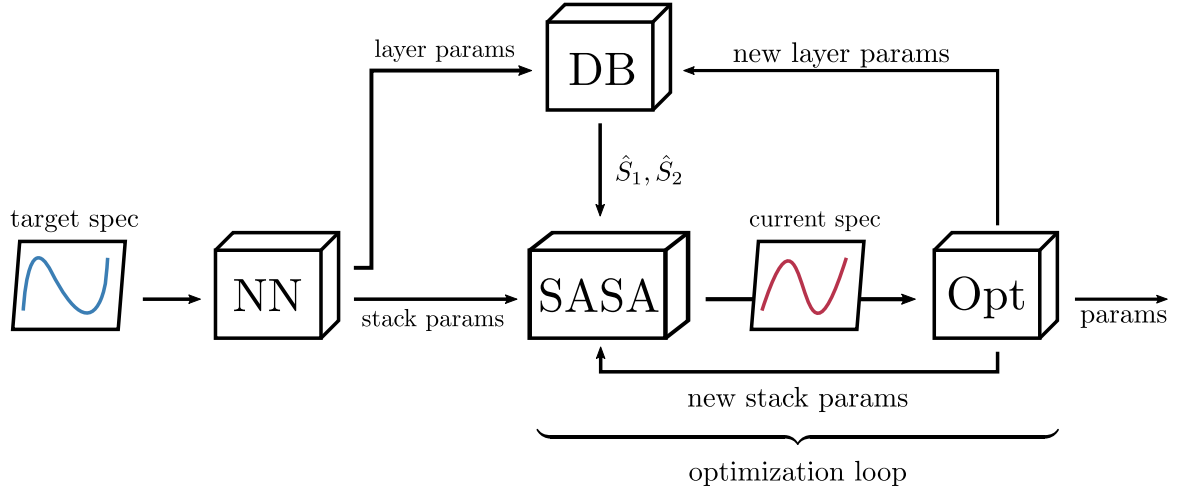 DB
layer params
new layer params
Ŝ₁, Ŝ₂
target spec
current spec
NN
SASA
Opt
stack params
params
new stack params
optimization loop